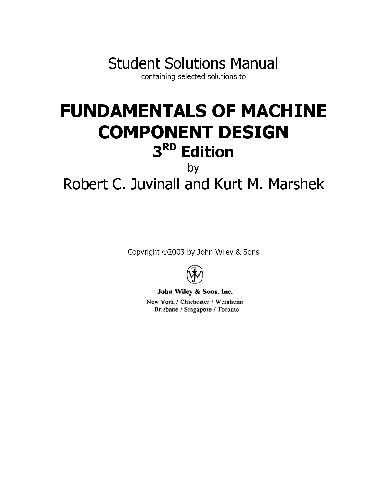 Student Solutions Manual
containing selected solutions to
FUNDAMENTALS OF MACHINE
COMPONENT DESIGN
3RD Edition
by
Robert C. Juvinall and Kurt M. Marshek
Copyright ©2003 by John Wiley & Sons
John Wiley & Sons, Inc.
New York / Chichester / Weinheim
Brisbane / Singapore / Toronto